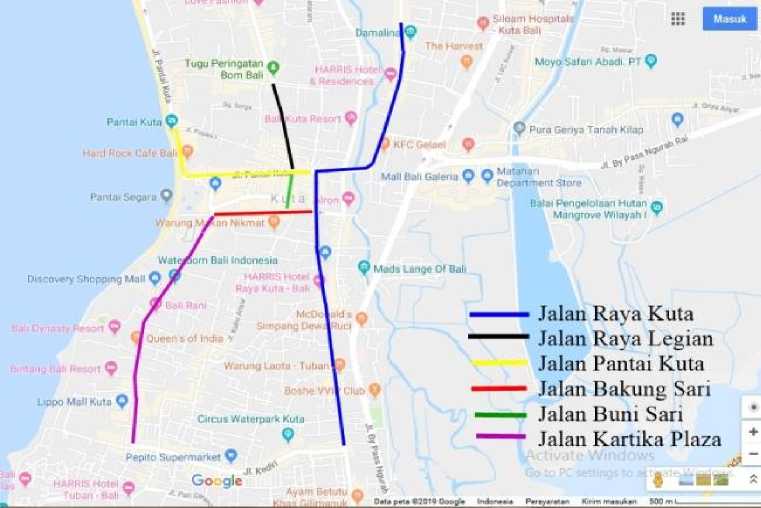 Love Fashion
Damalina
Siloam Hospitals
- Kuta Bali
Masuk
Tugu Peringatan
Bom Bali
HARRIS Hotel
& Residences
The Harvest
Moyo Safari Abadi. PT
Jl. Pantai Kuta
Pantai Kuta
Bali Kuta Resort
Hard Rock Cafe Bali
KFC Gelael
Pura Geriya Tanah Kilap
Jl. By Pass Ngurah Rai
Jl. Pantai Kuta
Mall Bali Galeria
Matahari
Department Store
Pantai Segara
Kuta
Warung Makan Nikmat
Balai Pengelolaan Hutan
Mangrove Wilayah I
Waterbom Bali Indonesia
Mads Lange Of Bali
Discovery Shopping Mall
HARRIS Hotel
Raya Kuta - Bali
Bali Rani
Bali Dynasty Resort
Queen's of India
McDonald's
Simpang Dewa Ruci
Bintang Bali Resort
Warung Laota - Tuban
Boshe VVIP Club
Lippo Mall Kuta
Circus Waterpark Kuta
Pepito Supermarket
Jl. Kediri
Jl. By Pass Ngurah
HARRIS Hotel
Tuban - Bali
Google
Ayam Betutu
Khas Gilimanuk
Jalan Raya Kuta
Jalan Raya Legian
Jalan Pantai Kuta
Jalan Bakung Sari
Jalan Buni Sari
Jalan Kartika Plaza
Activate Windows
Go to PC settings to activate Windows.
Data peta ©2019 Google Indonesia Persyaratan Kirim masukan 500 m